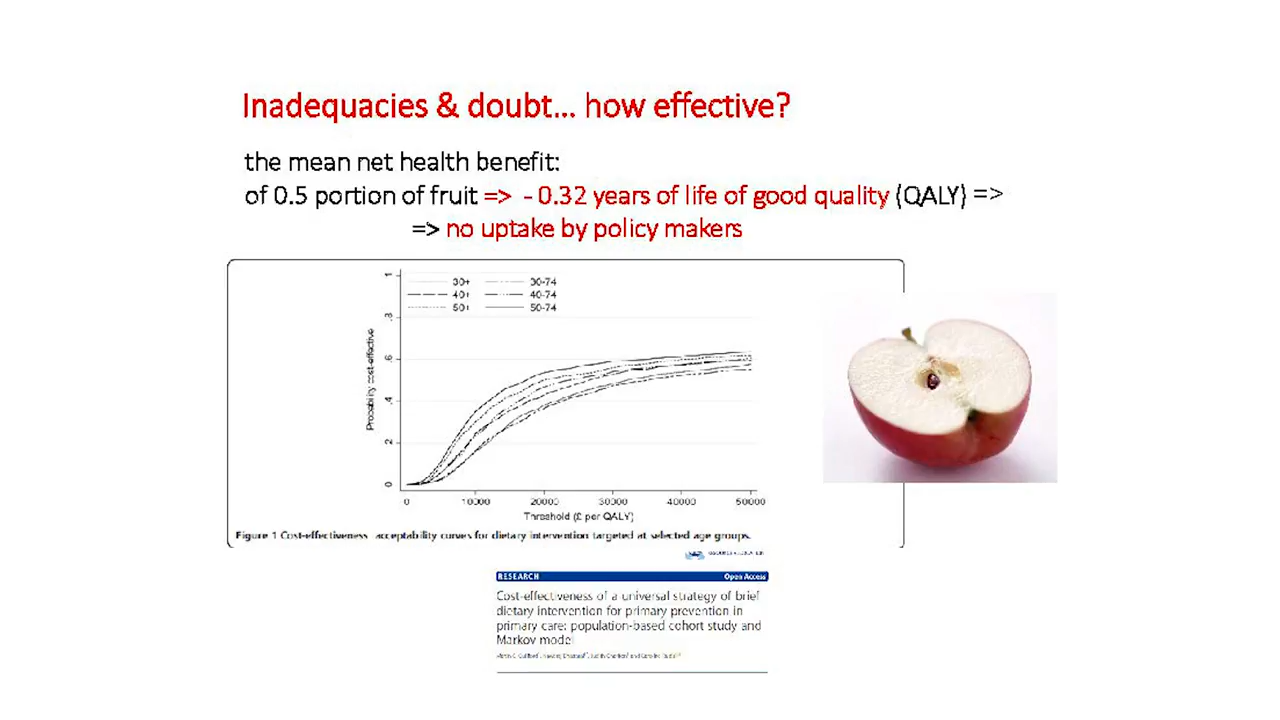 Inadequacies & doubt... how effective?
the mean net health benefit:
of 0.5 portion of fruit => - 0.32 years of life of good quality (QALY) =>
=> no uptake by policy makers
30+ 30-74
40+ 40-74
50+ 50-74
Probability cost-effective
1
.8
.6
.4
.2
0
0 10000 20000 30000 40000 50000
Threshold (£ per QALY)
Figure 1 Cost-effectiveness acceptability curves for dietary intervention targeted at selected age groups.
RESEARCH Open Access
Cost-effectiveness of a universal strategy of brief
dietary intervention for primary prevention in
primary care: population-based cohort study and
Markov model